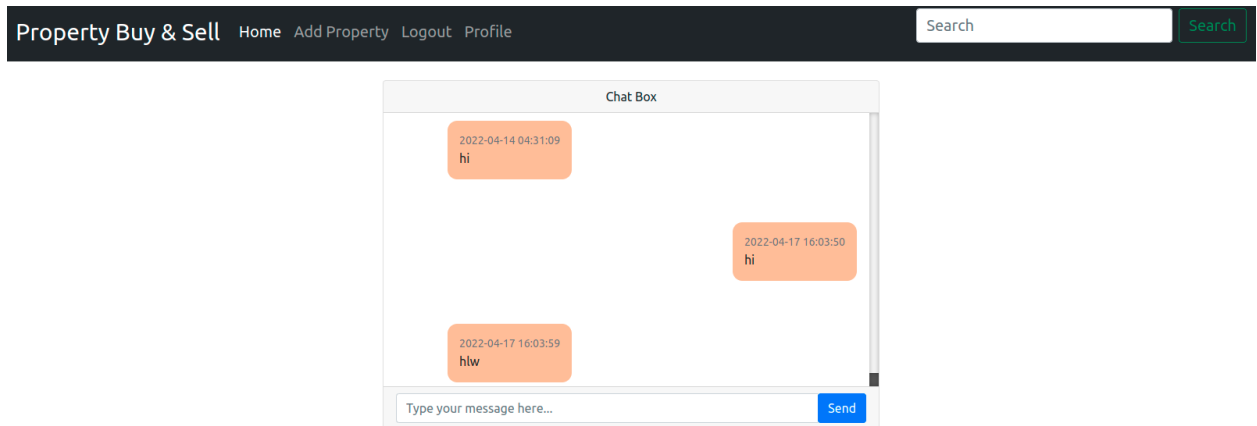 Property Buy & Sell Home Add Property Logout Profile Search Search
Chat Box
2022-04-14 04:31:09
hi
2022-04-17 16:03:50
hi
2022-04-17 16:03:59
hlw
Type your message here... Send